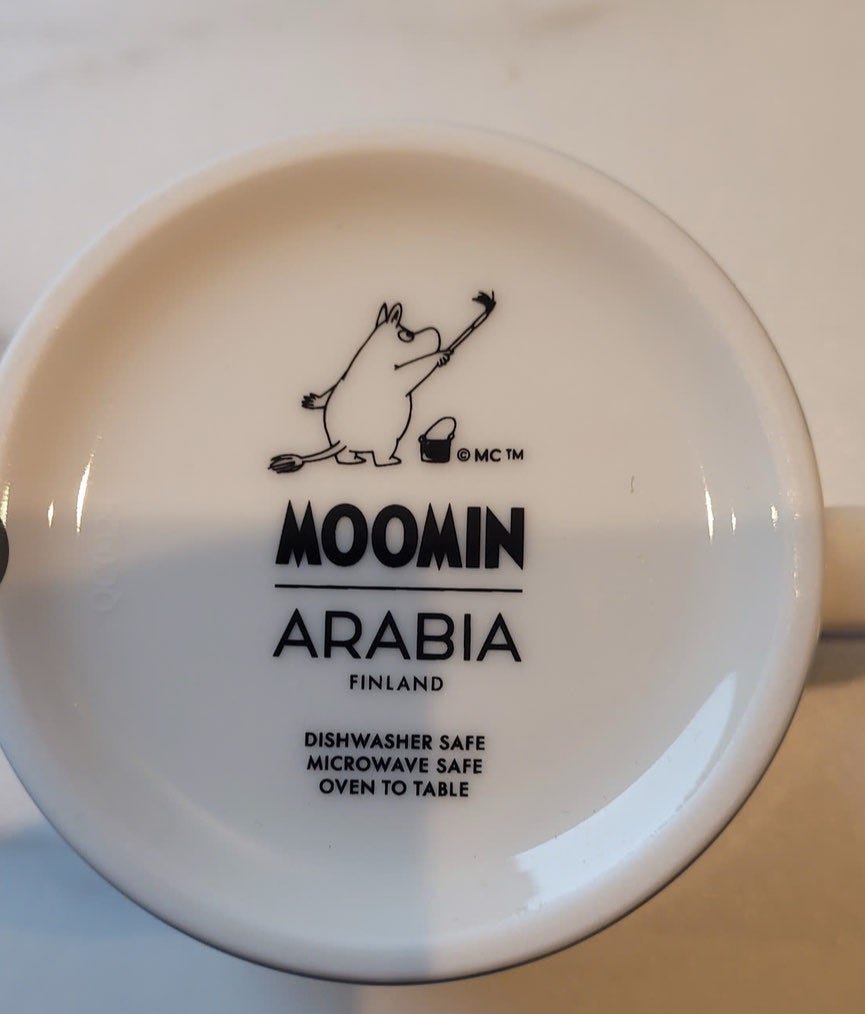 © MC ™
MOOMIN
ARABIA
FINLAND
DISHWASHER SAFE
MICROWAVE SAFE
OVEN TO TABLE